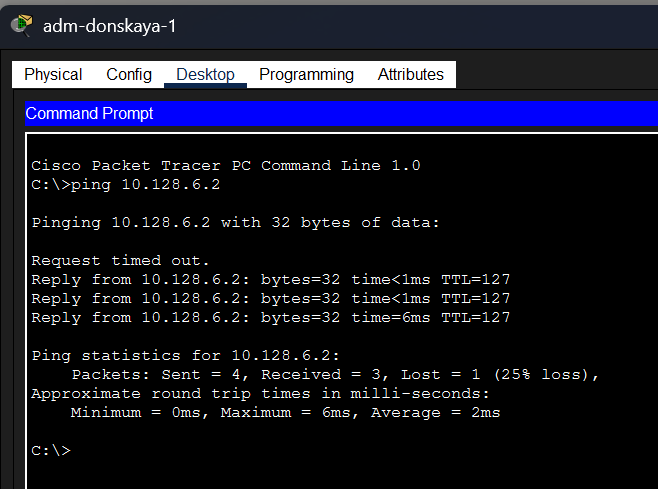 adm-donskaya-1
Physical Config Desktop Programming Attributes
Command Prompt
Cisco Packet Tracer PC Command Line 1.0
C:\>ping 10.128.6.2
Pinging 10.128.6.2 with 32 bytes of data:
Request timed out.
Reply from 10.128.6.2: bytes=32 time<1ms TTL=127
Reply from 10.128.6.2: bytes=32 time<1ms TTL=127
Reply from 10.128.6.2: bytes=32 time=6ms TTL=127
Ping statistics for 10.128.6.2:
Packets: Sent = 4, Received = 3, Lost = 1 (25% loss),
Approximate round trip times in milli-seconds:
Minimum = 0ms, Maximum = 6ms, Average = 2ms
C:\>